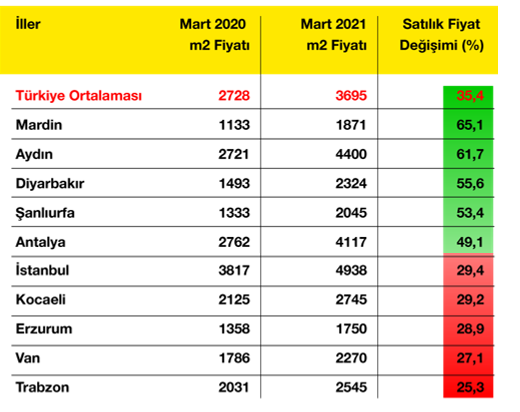 İller Mart 2020 Mart 2021 Satılık Fiyat
m2 Fiyatı m2 Fiyatı Değişimi (%)
Türkiye Ortalaması 2728 3695 35,4
Mardin 1133 1871 65,1
Aydın 2721 4400 61,7
Diyarbakır 1493 2324 55,6
Şanlıurfa 1333 2045 53,4
Antalya 2762 4117 49,1
İstanbul 3817 4938 29,4
Kocaeli 2125 2745 29,2
Erzurum 1358 1750 28,9
Van 1786 2270 27,1
Trabzon 2031 2545 25,3